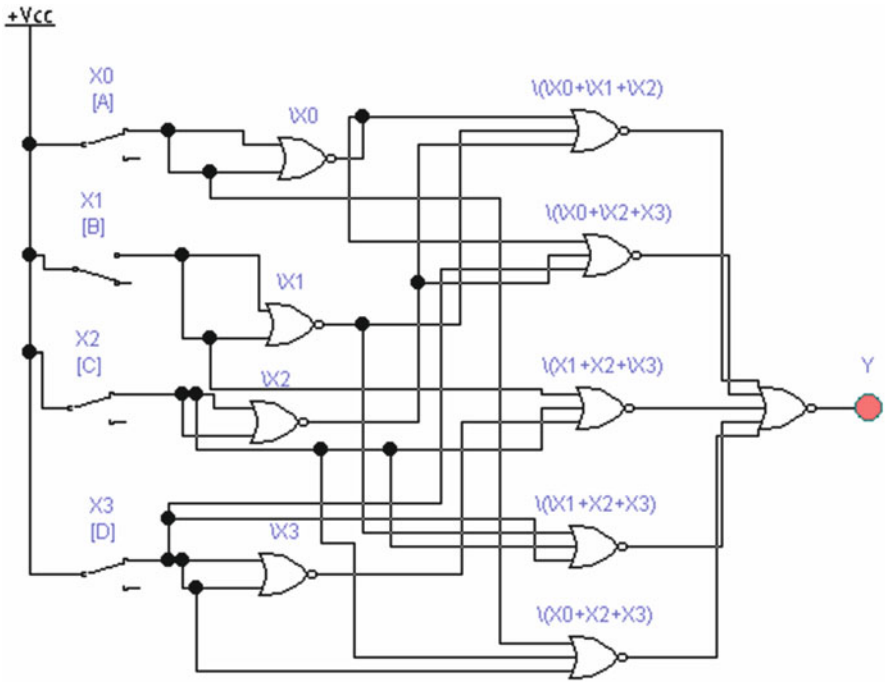 +Vcc
X0
[A]
\X0
\(X0+\X1+\X2)
X1
[B]
\(\X0+\X2+X3)
\X1
X2
[C]
\X2
\(X1+X2+\X3)
Y
X3
[D]
\X3
\(\X1+X2+X3)
\(X0+X2+X3)